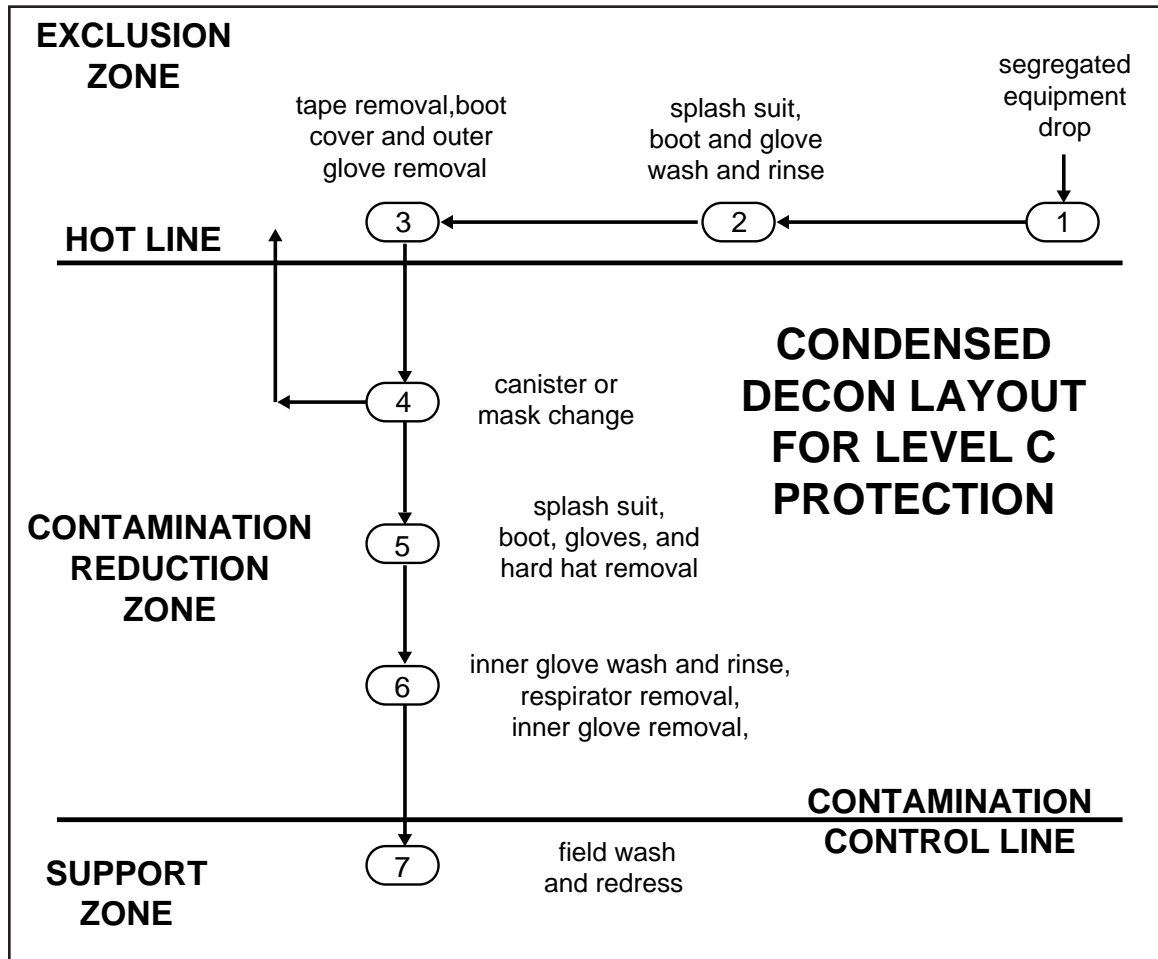 EXCLUSION
ZONE
segregated
equipment
drop
tape removal,boot
cover and outer
glove removal
splash suit,
boot and glove
wash and rinse
3
2
1
HOT LINE
CONDENSED
DECON LAYOUT
FOR LEVEL C
PROTECTION
4
canister or
mask change
CONTAMINATION
REDUCTION
ZONE
5
splash suit,
boot, gloves, and
hard hat removal
6
inner glove wash and rinse,
respirator removal,
inner glove removal,
CONTAMINATION
CONTROL LINE
SUPPORT
ZONE
7
field wash
and redress